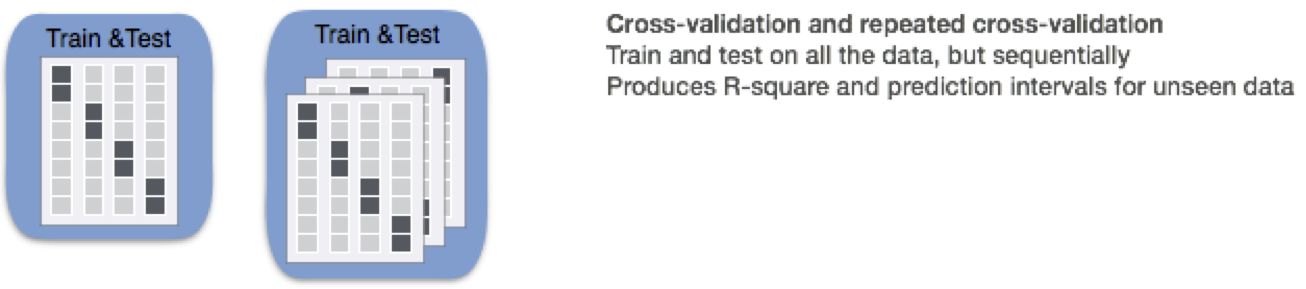 Train &Test
Train &Test
Cross-validation and repeated cross-validation
Train and test on all the data, but sequentially
Produces R-square and prediction intervals for unseen data